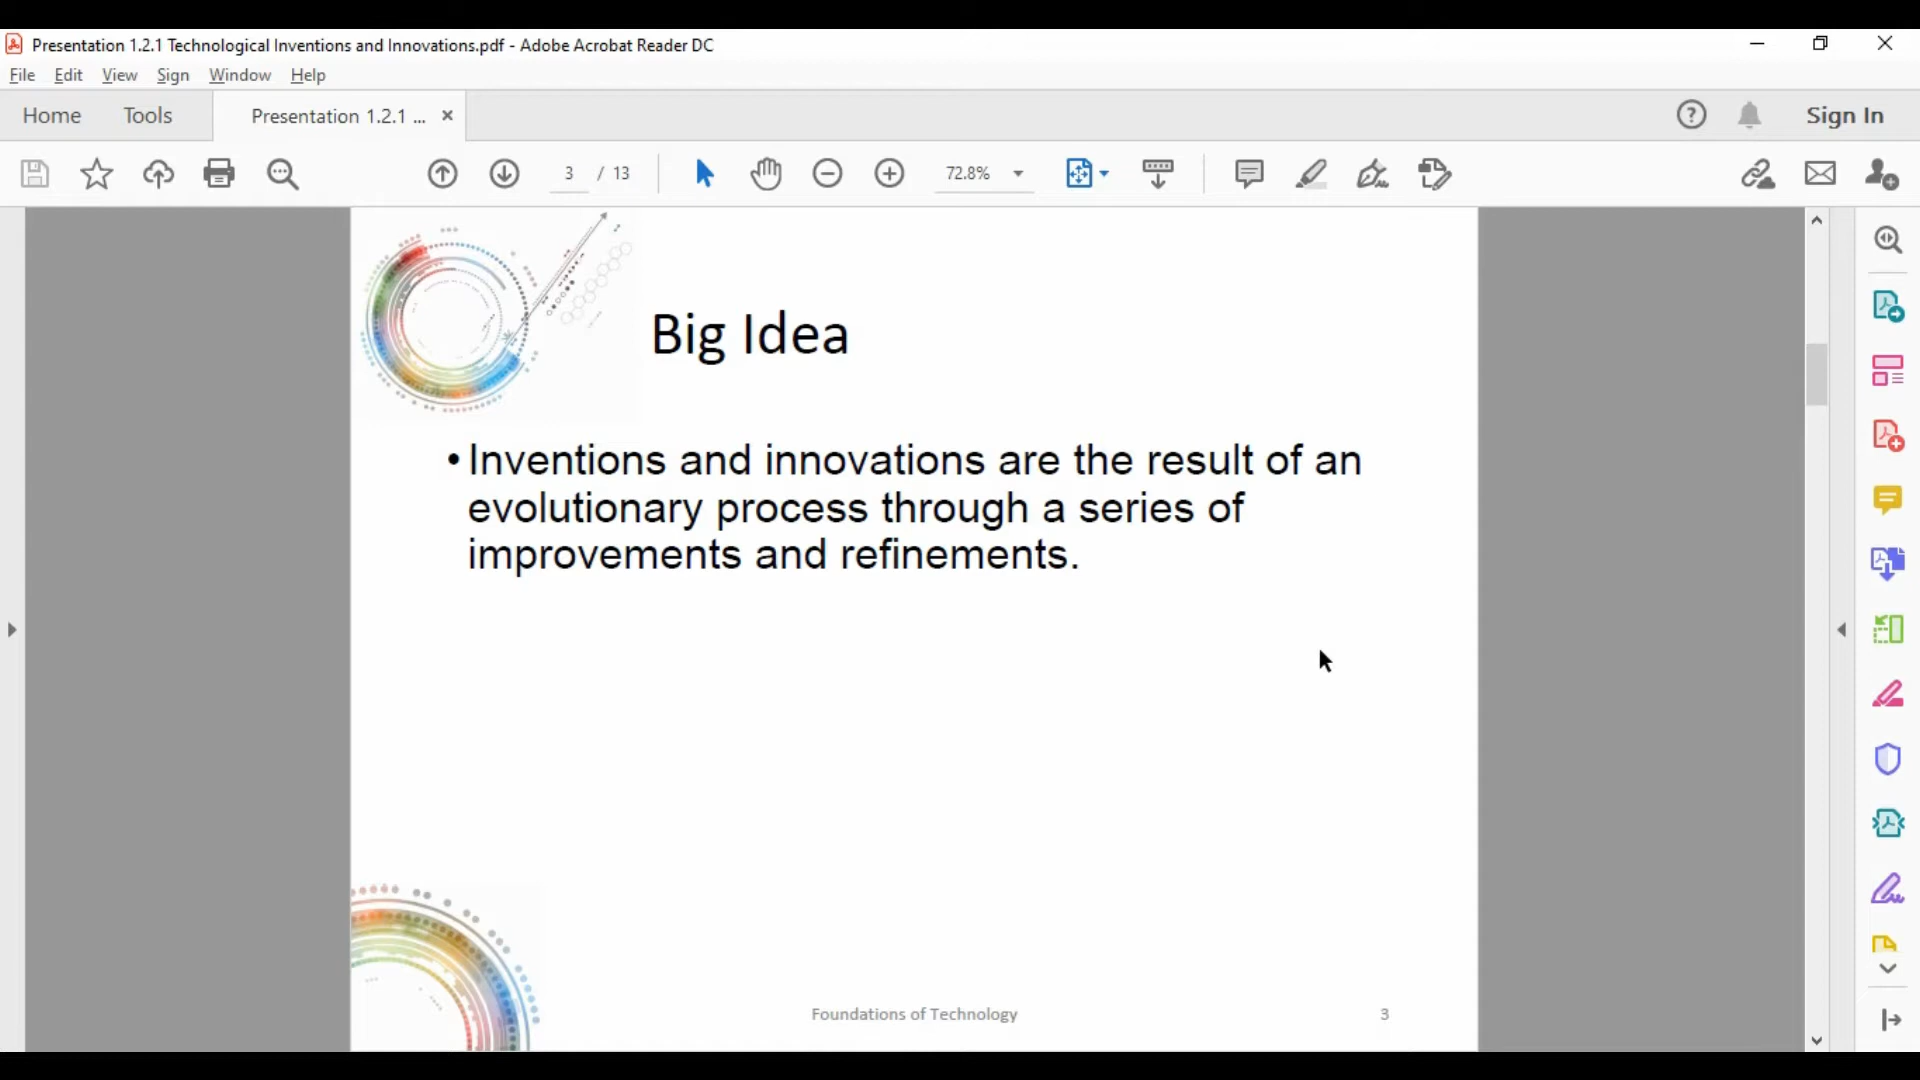 Presentation 1.2.1 Technological Inventions and Innovations.pdf - Adobe Acrobat Reader DC
File Edit View Sign Window Help
Home Tools Presentation 1.2.1 ... Sign In
3 / 13 72.8%
Big Idea
•Inventions and innovations are the result of an
evolutionary process through a series of
improvements and refinements.
Foundations of Technology 3